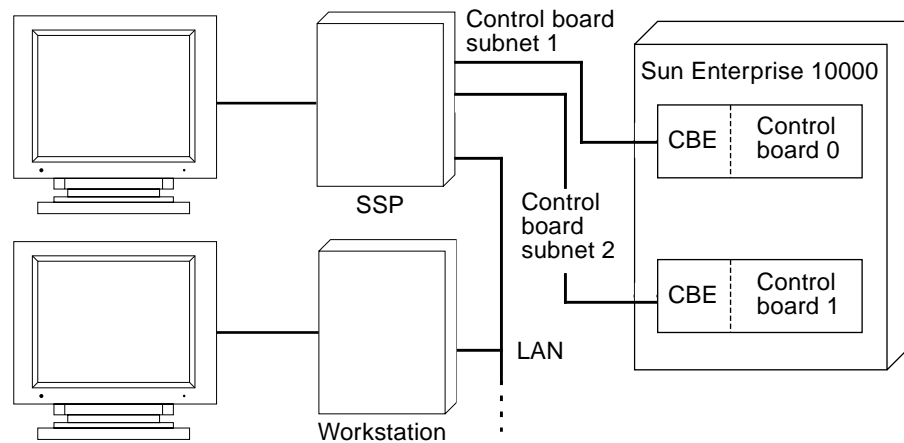 Control board
subnet 1
Sun Enterprise 10000
CBE
Control
board 0
SSP
Control
board
subnet 2
CBE
Control
board 1
LAN
Workstation